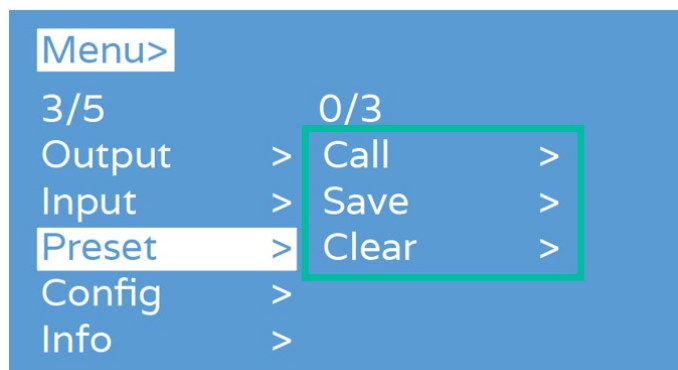 Menu>
3/5 0/3
Output > Call >
Input > Save >
Preset > Clear >
Config >
Info >